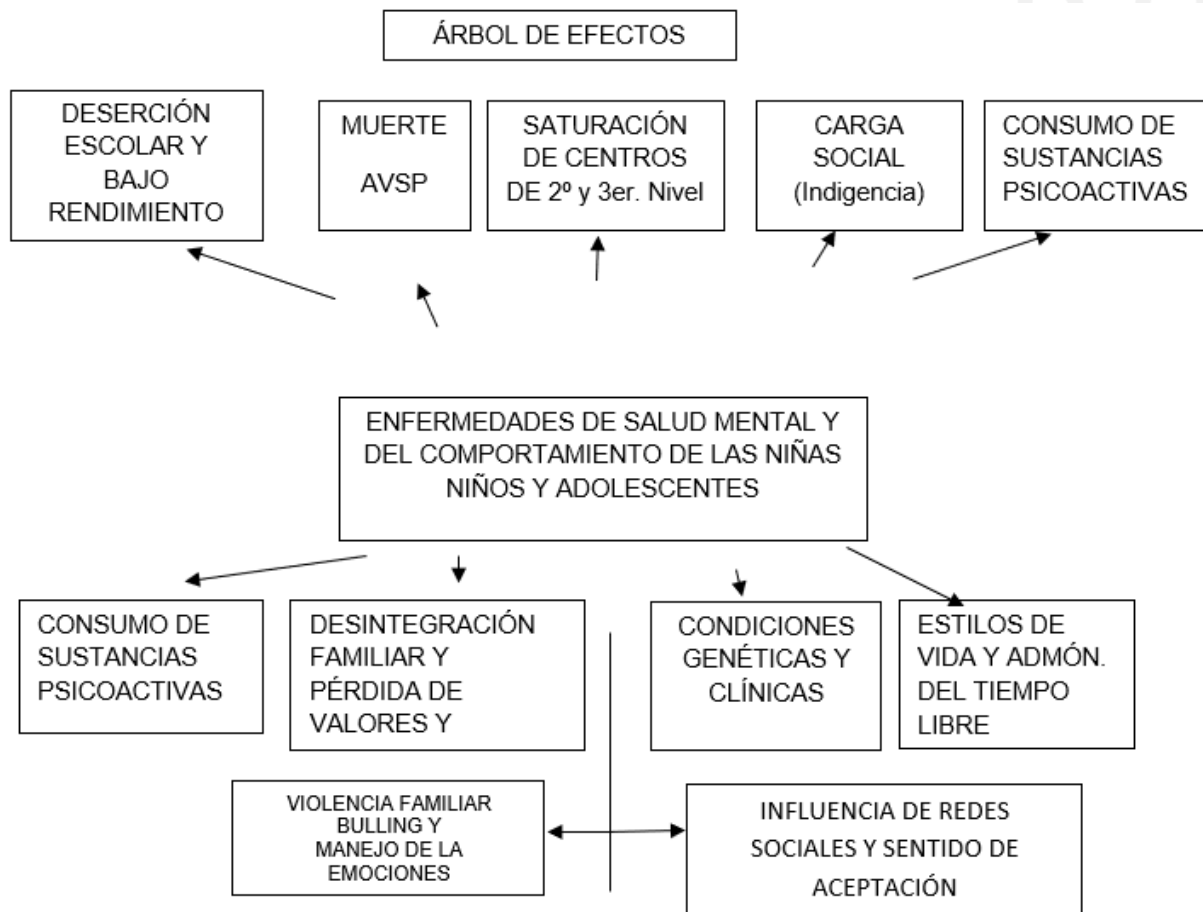 ÁRBOL DE EFECTOS
DESERCIÓN
ESCOLAR Y
BAJO
RENDIMIENTO
MUERTE
AVSP
SATURACIÓN
DE CENTROS
DE 2º y 3er. Nivel
CARGA
SOCIAL
(Indigencia)
CONSUMO DE
SUSTANCIAS
PSICOACTIVAS
ENFERMEDADES DE SALUD MENTAL Y
DEL COMPORTAMIENTO DE LAS NIÑAS
NIÑOS Y ADOLESCENTES
CONSUMO DE
SUSTANCIAS
PSICOACTIVAS
DESINTEGRACIÓN
FAMILIAR Y
PÉRDIDA DE
VALORES Y
CONDICIONES
GENÉTICAS Y
CLÍNICAS
ESTILOS DE
VIDA Y ADMÓN.
DEL TIEMPO
LIBRE
VIOLENCIA FAMILIAR
BULLING Y
MANEJO DE LA
EMOCIONES
INFLUENCIA DE REDES
SOCIALES Y SENTIDO DE
ACEPTACIÓN